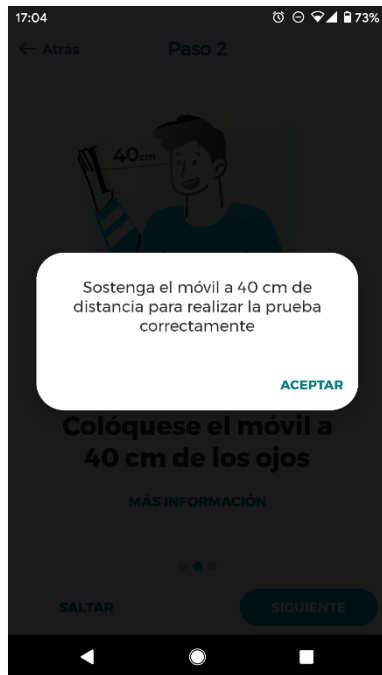 17:04
73%
← Atrás
Paso 2
40cm
Sostenga el móvil a 40 cm de
distancia para realizar la prueba
correctamente
ACEPTAR
Colóquese el móvil a
40 cm de los ojos
MÁS INFORMACIÓN
SALTAR
SIGUIENTE